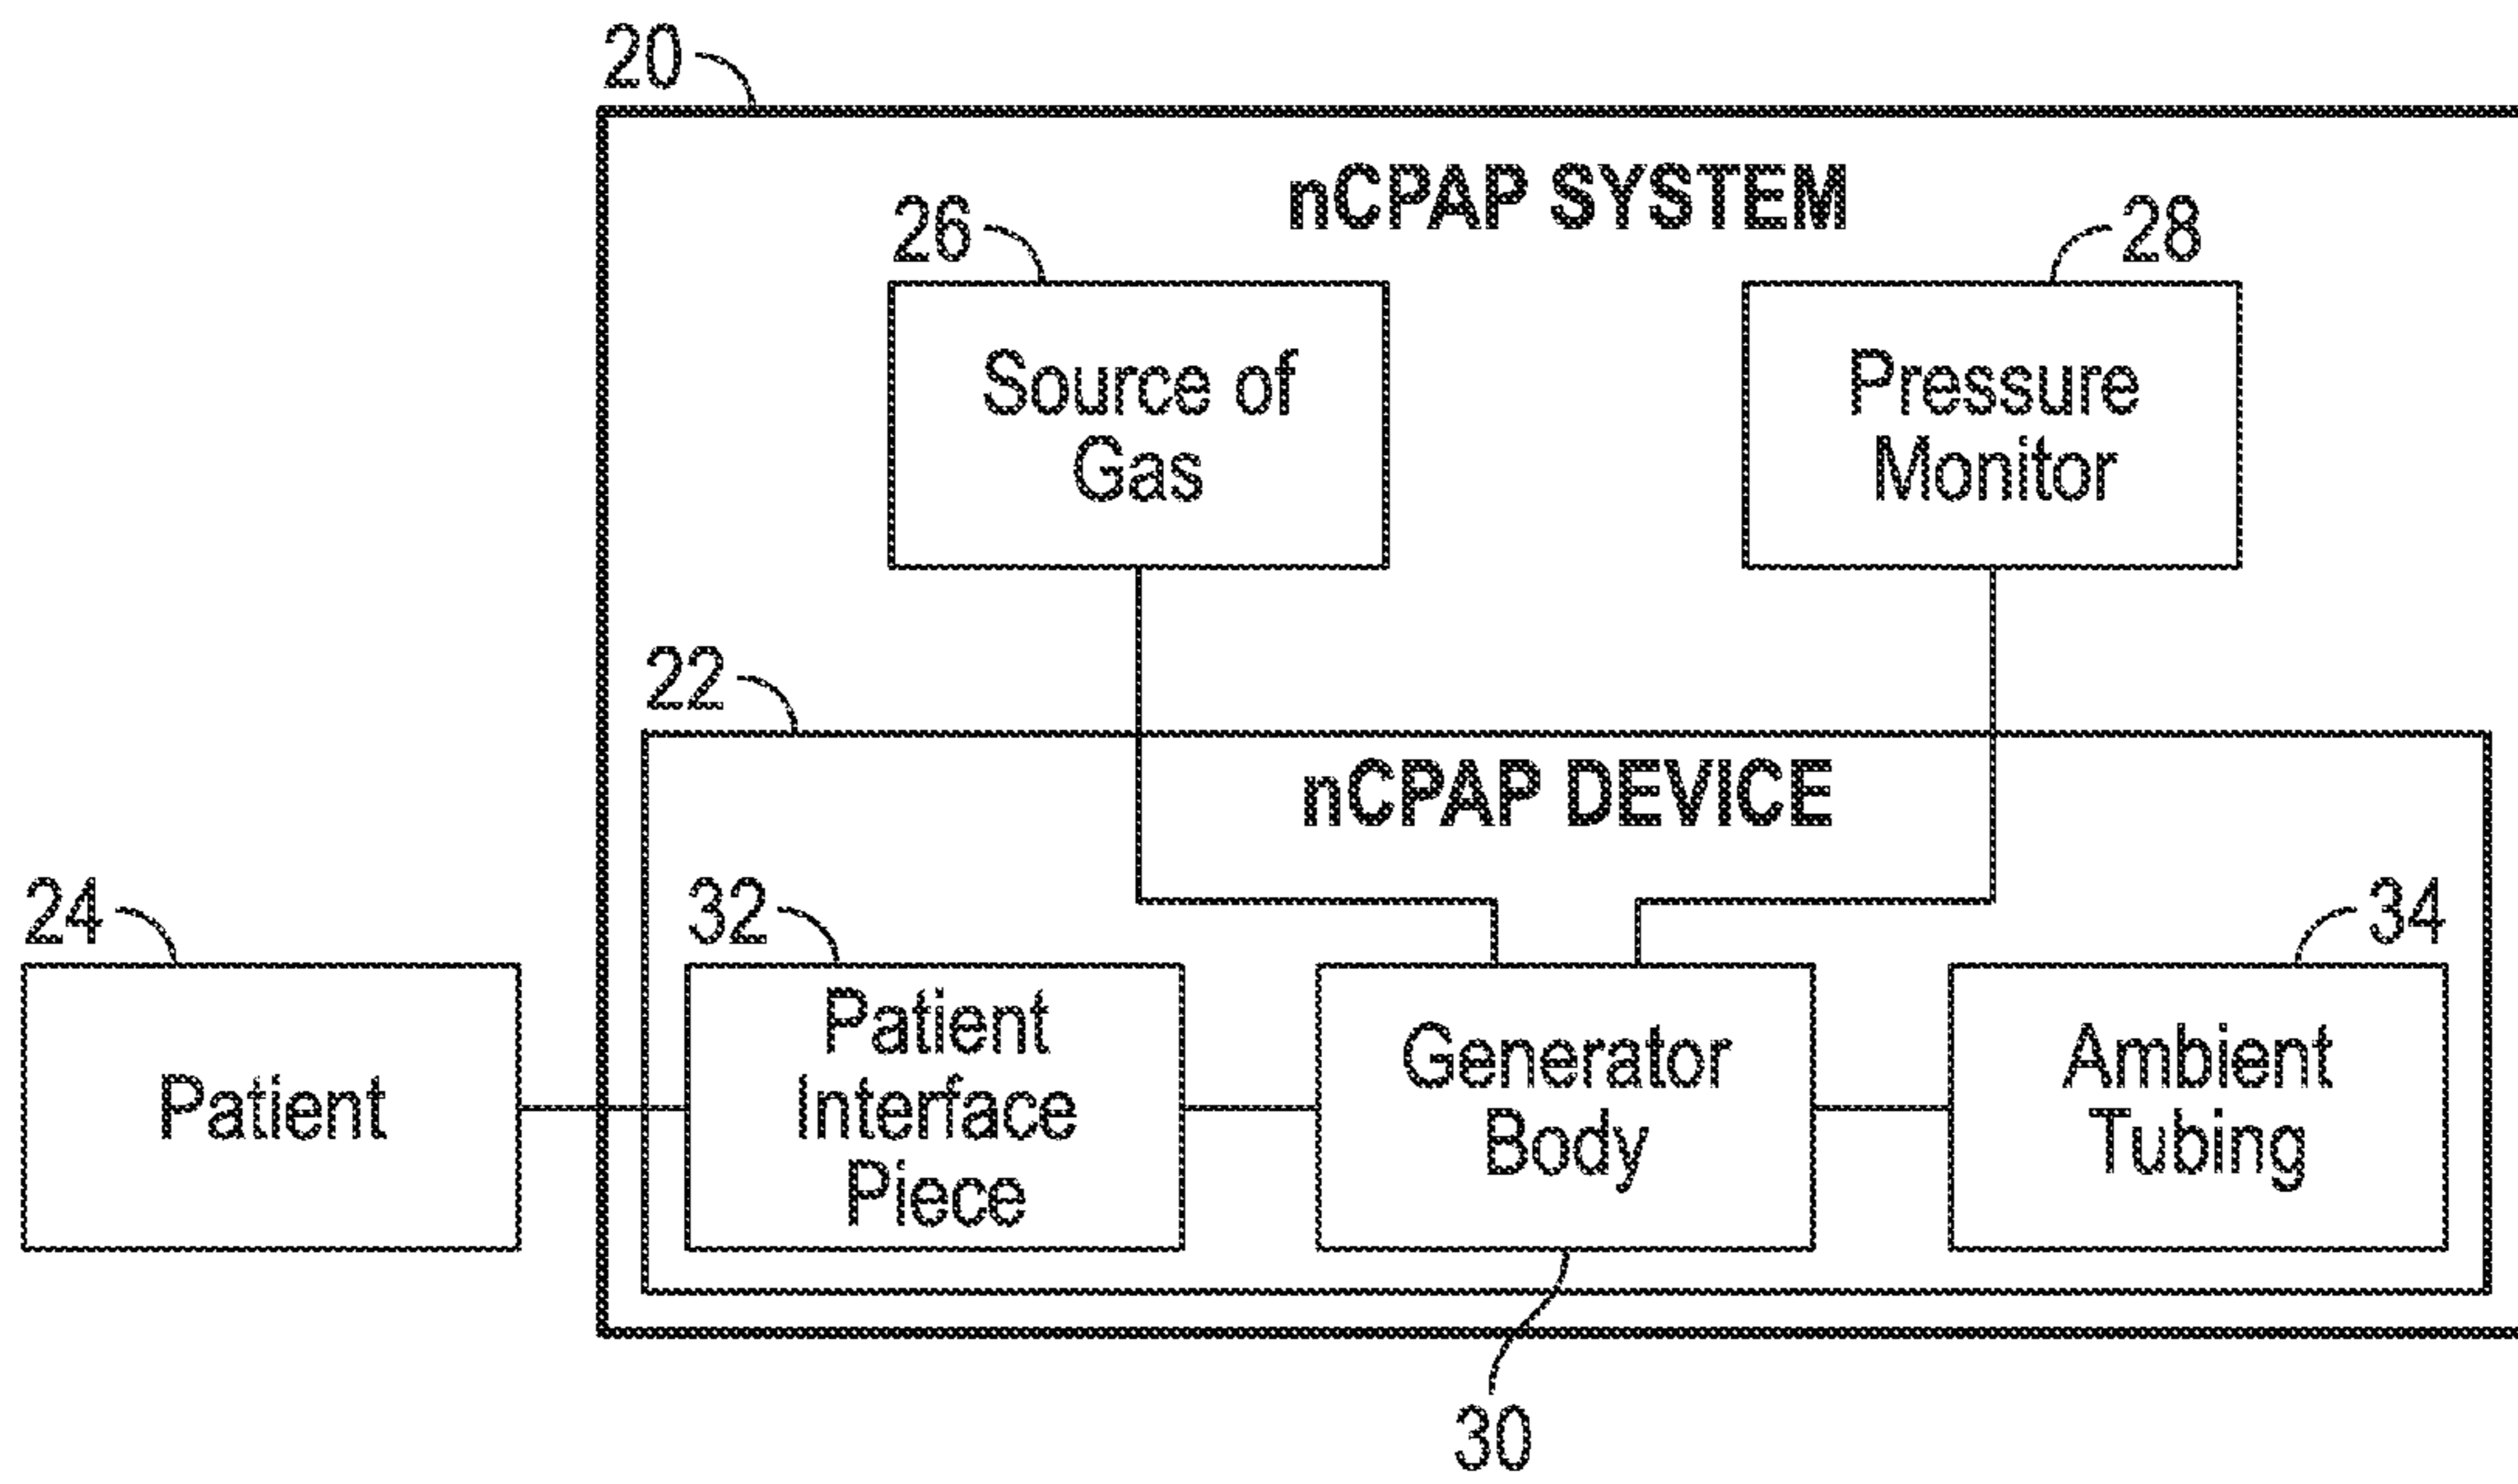 20
nCPAP SYSTEM
26
28
Source of
Gas
Pressure
Monitor
22
nCPAP DEVICE
24
32
34
Patient
Patient
Interface
Piece
Generator
Body
Ambient
Tubing
30